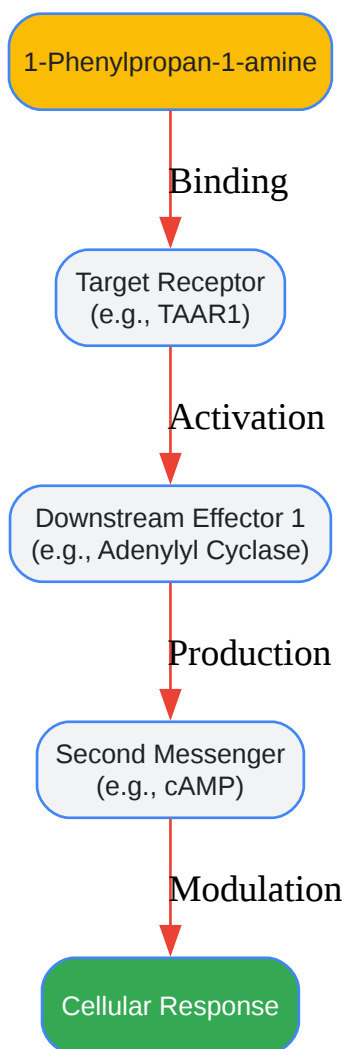 1-Phenylpropan-1-amine
Binding
Target Receptor
(e.g., TAAR1)
Activation
Downstream Effector 1
(e.g., Adenylyl Cyclase)
Production
Second Messenger
(e.g., cAMP)
Modulation
Cellular Response